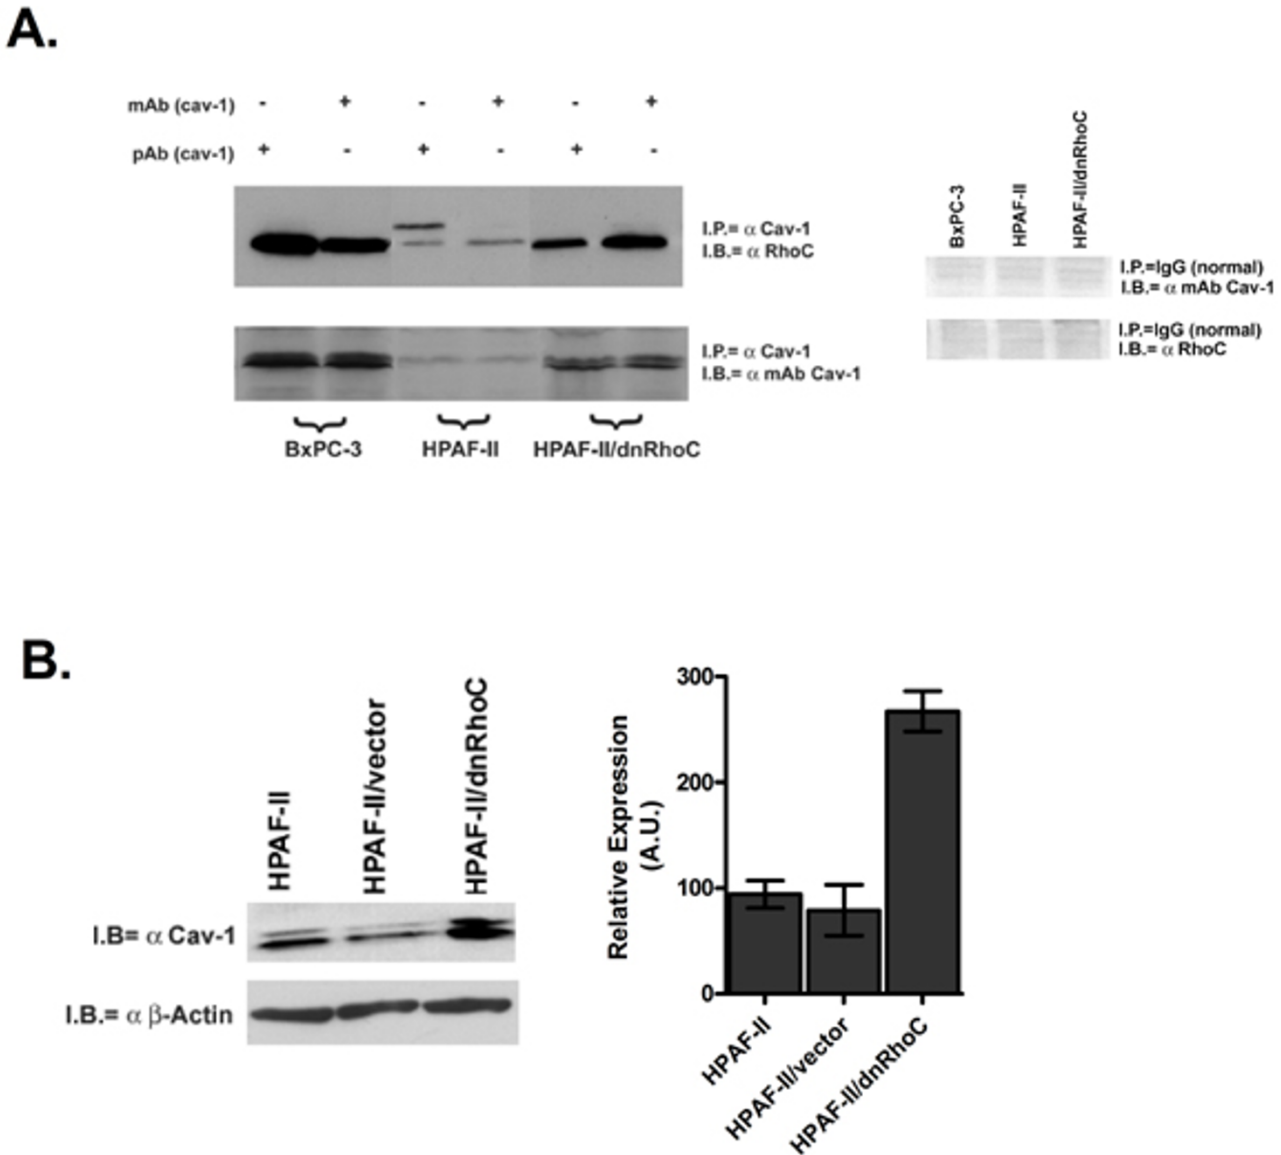 A.
mAb (cav-1) - + - + - +
pAb (cav-1) + - + - + -
I.P.= α Cav-1
I.B.= α RhoC
I.P.= α Cav-1
I.B.= α mAb Cav-1
BxPC-3 HPAF-II HPAF-II/dnRhoC
BxPC-3
HPAF-II
HPAF-II/dnRhoC
I.P.=IgG (normal)
I.B.= α mAb Cav-1
I.P.=IgG (normal)
I.B.= α RhoC
B.
HPAF-II
HPAF-II/vector
HPAF-II/dnRhoC
I.B= α Cav-1
I.B.= α β-Actin
Relative Expression
(A.U.)
300
200
100
0
HPAF-II
HPAF-II/vector
HPAF-II/dnRhoC